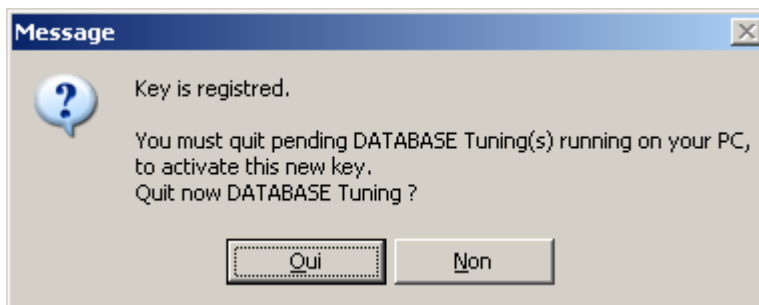 Message
Key is registred.
You must quit pending DATABASE Tuning(s) running on your PC,
to activate this new key.
Quit now DATABASE Tuning ?
Oui
Non